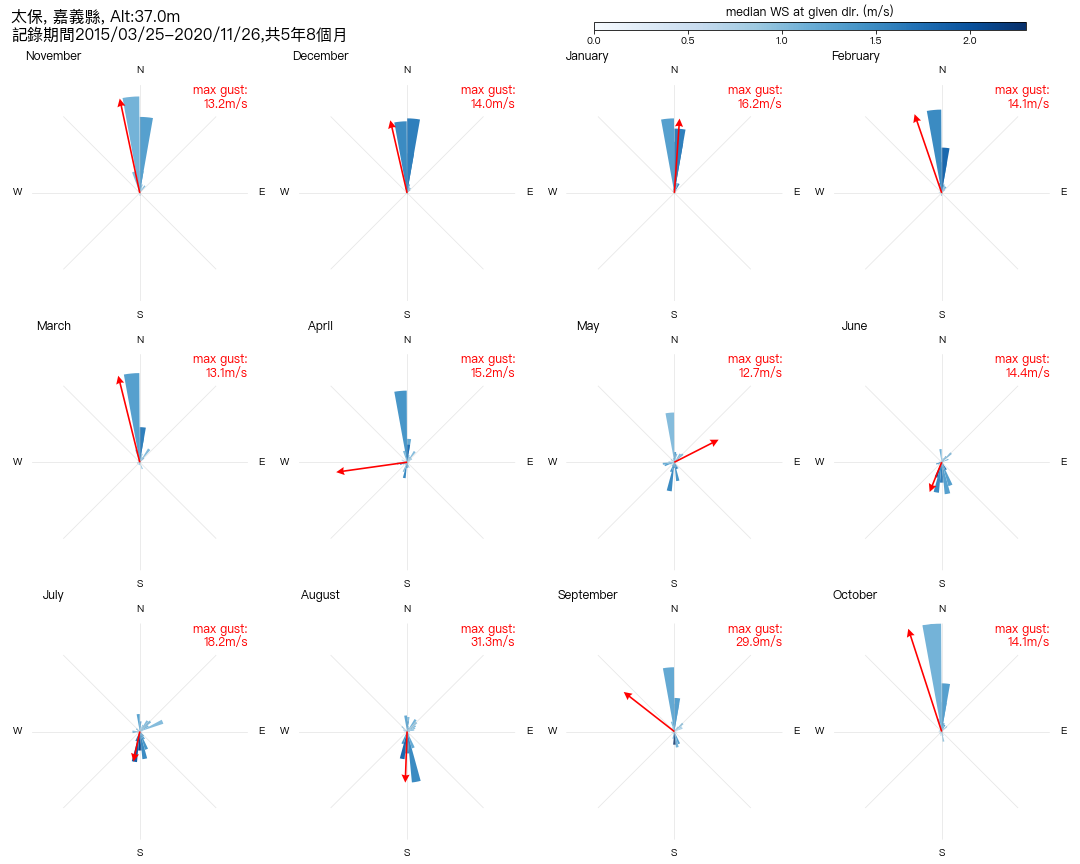 太保, 嘉義縣, Alt:37.0m
記錄期間2015/03/25-2020/11/26,共5年8個月
median WS at given dir. (m/s)
0.0 0.5 1.0 1.5 2.0
November December January February
N N N N
max gust: max gust: max gust: max gust:
13.2m/s 14.0m/s 16.2m/s 14.1m/s
W E W E W E W E
S S S S
March April May June
N N N N
max gust: max gust: max gust: max gust:
13.1m/s 15.2m/s 12.7m/s 14.4m/s
W E W E W E W E
S S S S
July August September October
N N N N
max gust: max gust: max gust: max gust:
18.2m/s 31.3m/s 29.9m/s 14.1m/s
W E W E W E W E
S S S S